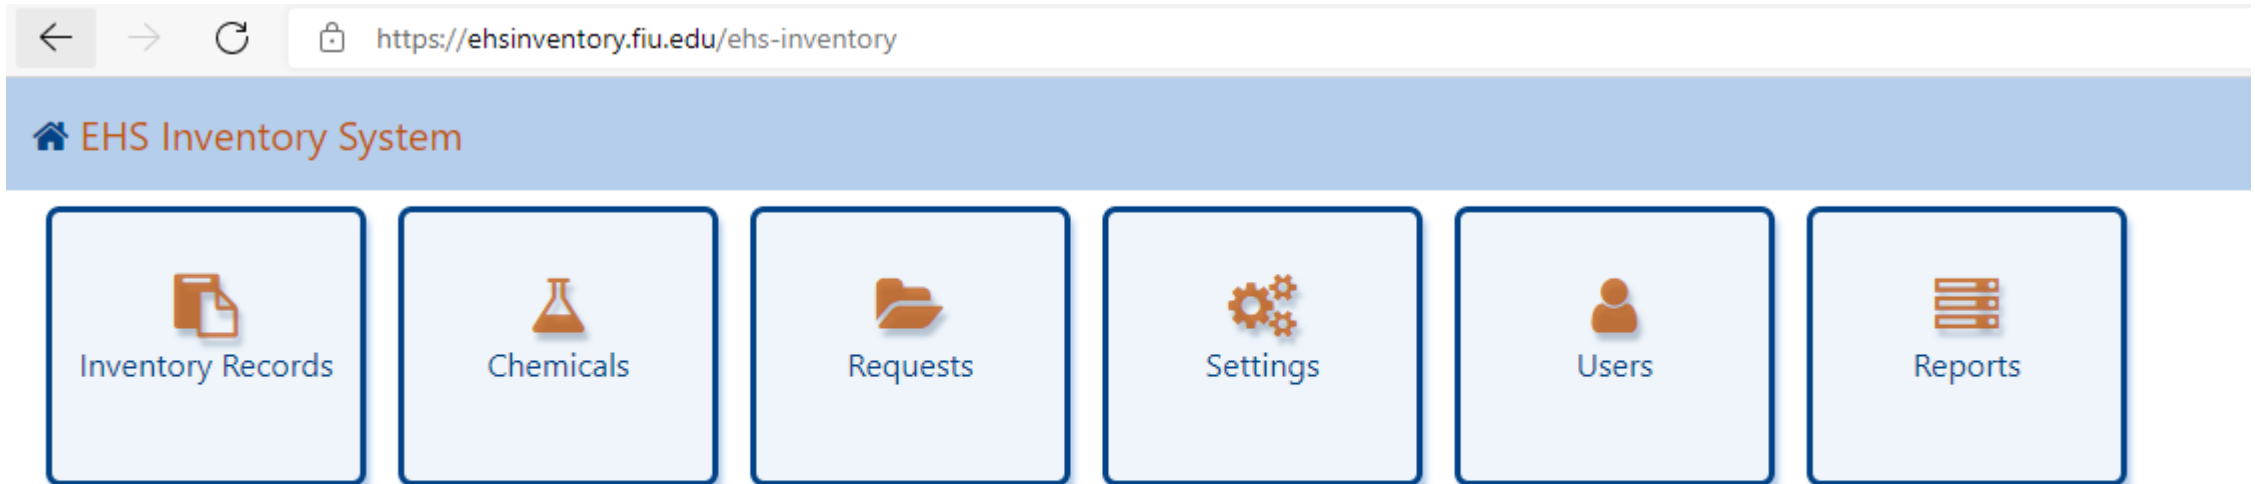 https://ehsinventory.fiu.edu/ehs-inventory
EHS Inventory System
Inventory Records
Chemicals
Requests
Settings
Users
Reports